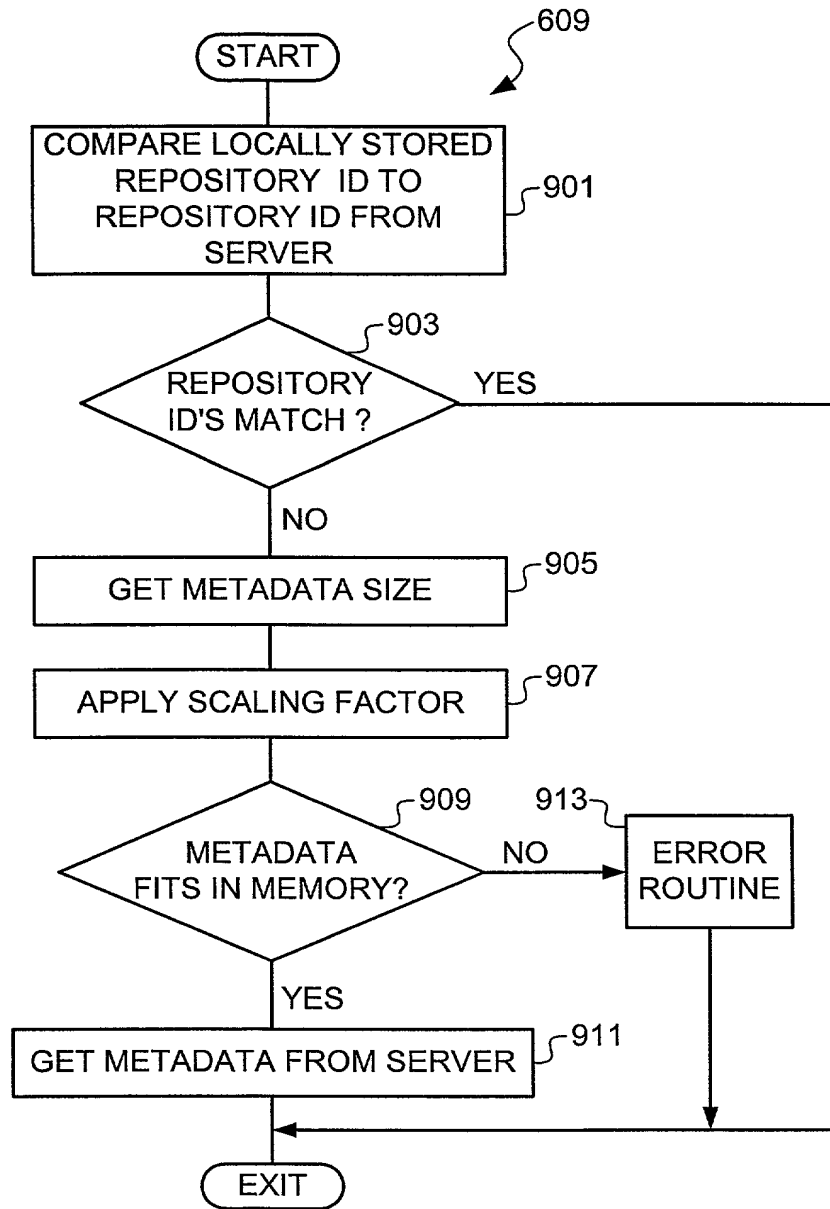 609
START
COMPARE LOCALLY STORED
REPOSITORY ID TO
REPOSITORY ID FROM
SERVER
901
903
REPOSITORY
ID'S MATCH ?
YES
NO
GET METADATA SIZE
905
APPLY SCALING FACTOR
907
909
METADATA
FITS IN MEMORY?
NO
913
ERROR
ROUTINE
YES
GET METADATA FROM SERVER
911
EXIT